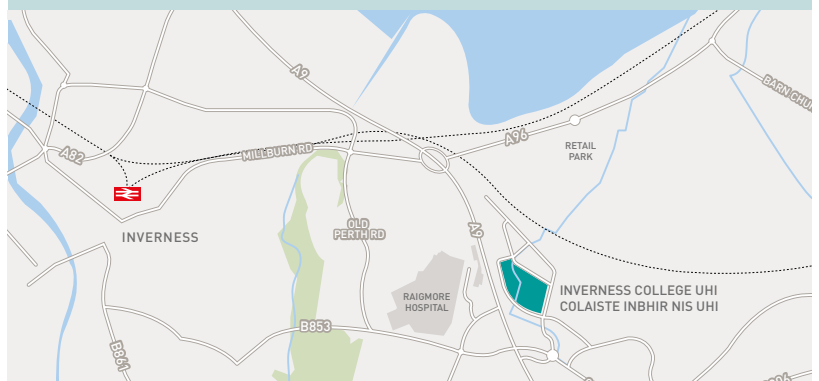 A9
BARN CHU
A96
RETAIL
PARK
MILLBURN RD
A82
INVERNESS
OLD
PERTH RD
A9
RAIGMORE
HOSPITAL
INVERNESS COLLEGE UHI
COLAISTE INBHIR NIS UHI
B853
B861